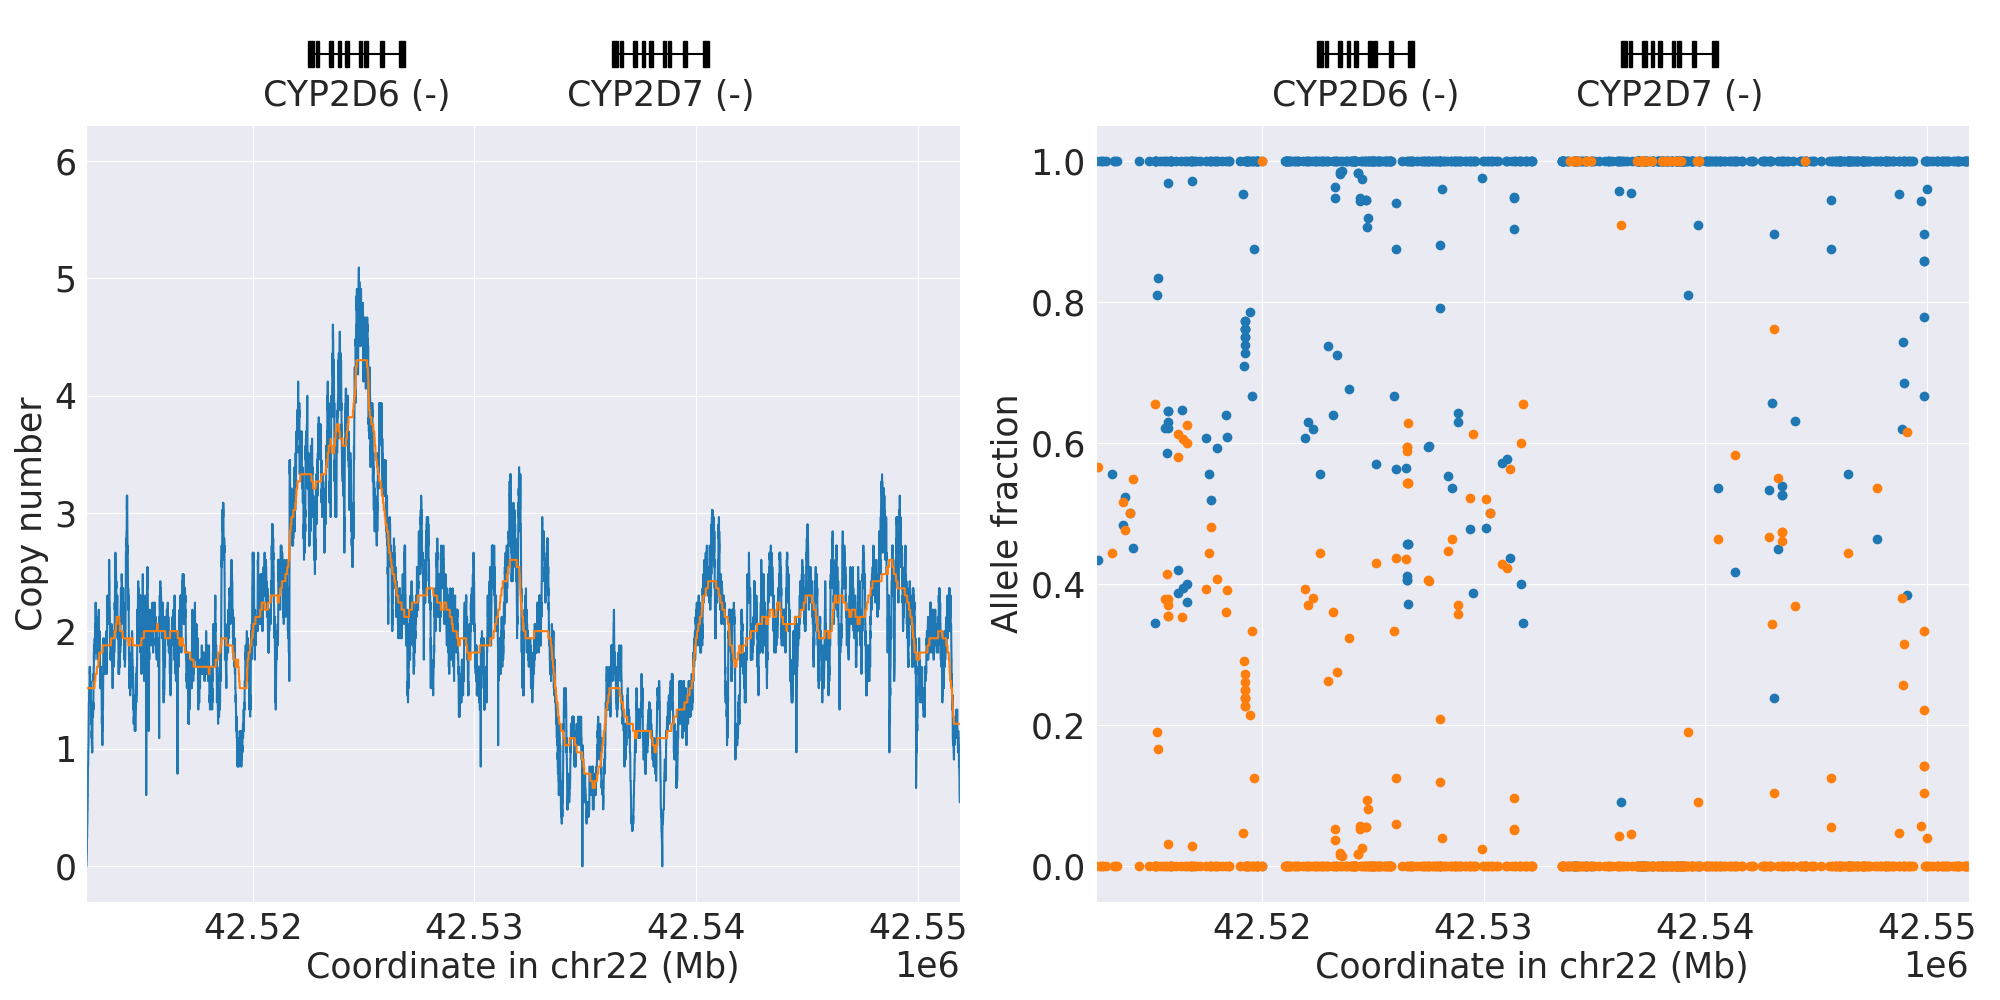 CYP2D6 (-) CYP2D7 (-)
6
5
4
3
2
1
0
Copy number
42.52 42.53 42.54 42.55
Coordinate in chr22 (Mb)
1e6
CYP2D6 (-) CYP2D7 (-)
1.0
0.8
0.6
0.4
0.2
0.0
Allele fraction
42.52 42.53 42.54 42.55
Coordinate in chr22 (Mb)
1e6